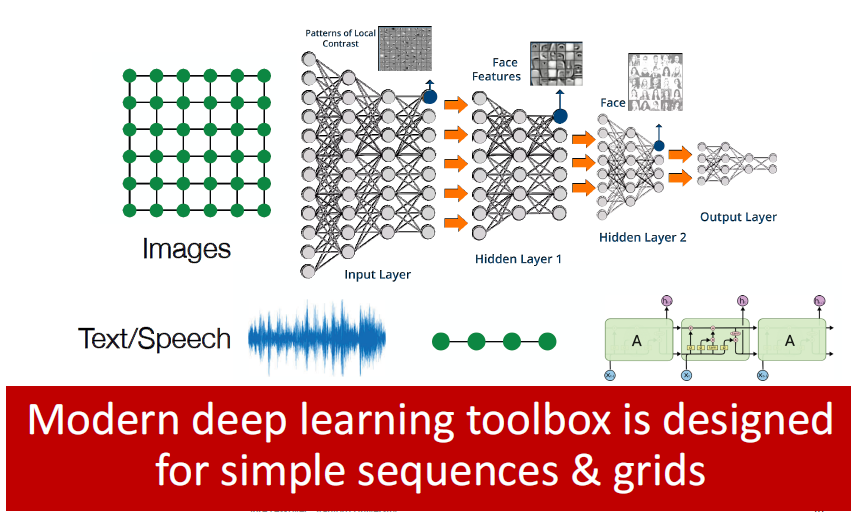 Patterns of Local
Contrast
Face
Features
Face
Images
Input Layer
Hidden Layer 1
Hidden Layer 2
Output Layer
Text/Speech
A
A
Modern deep learning toolbox is designed
for simple sequences & grids